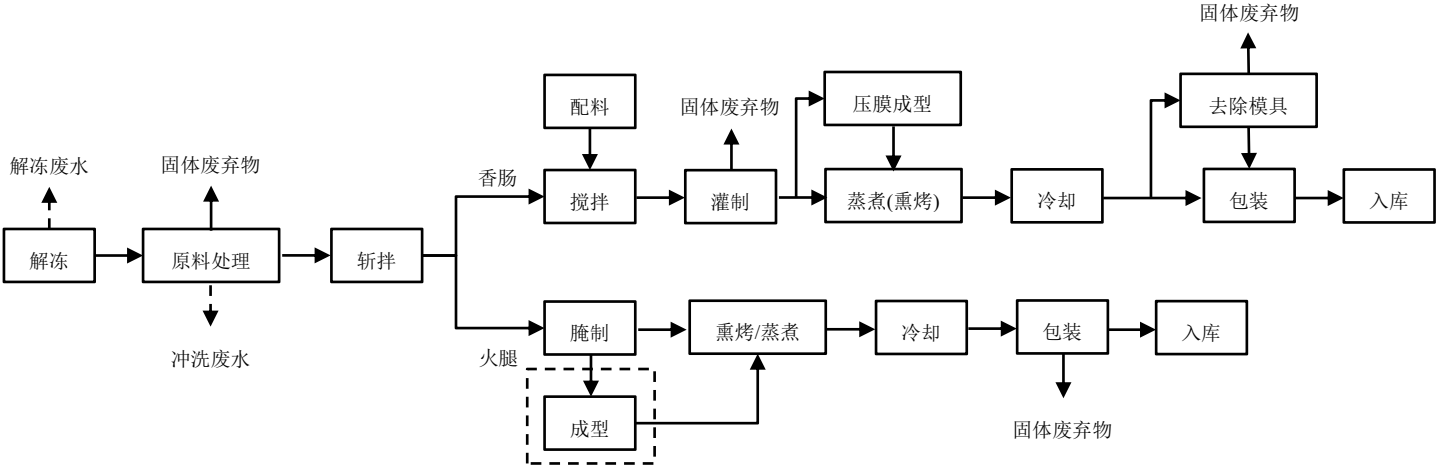 固体废弃物
配料
固体废弃物
压膜成型
去除模具
解冻废水
固体废弃物
香肠
搅拌
灌制
蒸煮(熏烤)
冷却
包装
入库
解冻
原料处理
斩拌
冲洗废水
火腿
腌制
熏烤/蒸煮
冷却
包装
入库
成型
固体废弃物